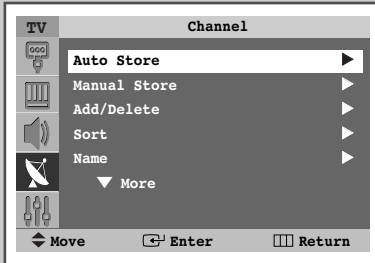 TV Channel
Auto Store
Manual Store
Add/Delete
Sort
Name
More
Move Enter Return